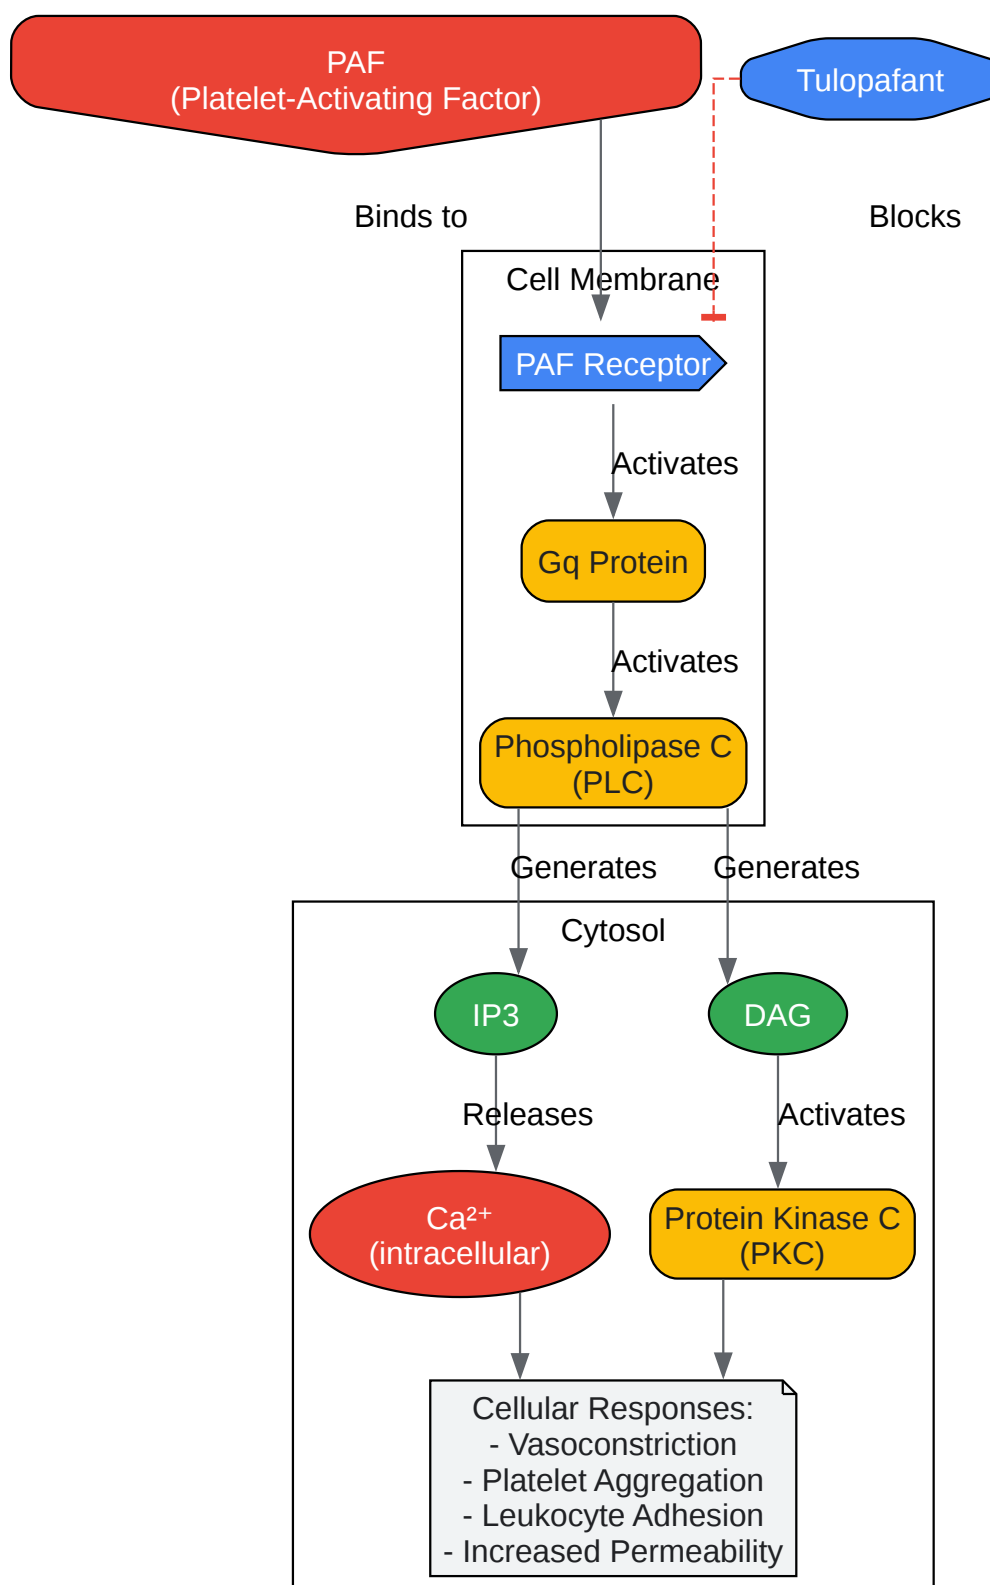 PAF
(Platelet-Activating Factor)
Tulopafant
Binds to
Blocks
Cell Membrane
PAF Receptor
Activates
Gq Protein
Activates
Phospholipase C
(PLC)
Generates
Generates
Cytosol
IP3
DAG
Releases
Activates
Ca²⁺
(intracellular)
Protein Kinase C
(PKC)
Cellular Responses:
- Vasoconstriction
- Platelet Aggregation
- Leukocyte Adhesion
- Increased Permeability